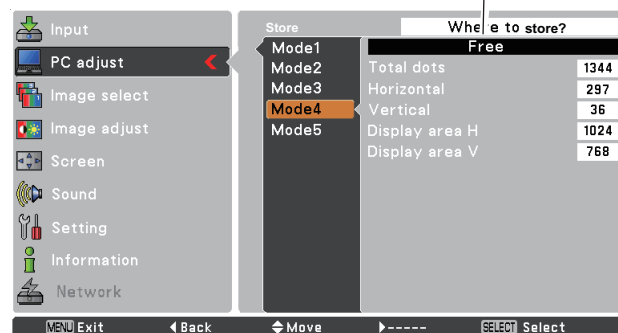 Input
PC adjust
Image select
Image adjust
Screen
Sound
Setting
Information
Network
Store
Where to store?
Mode1
Mode2
Mode3
Mode4
Mode5
Free
Total dots 1344
Horizontal 297
Vertical 36
Display area H 1024
Display area V 768
MENU Exit Back Move ----- SELECT Select